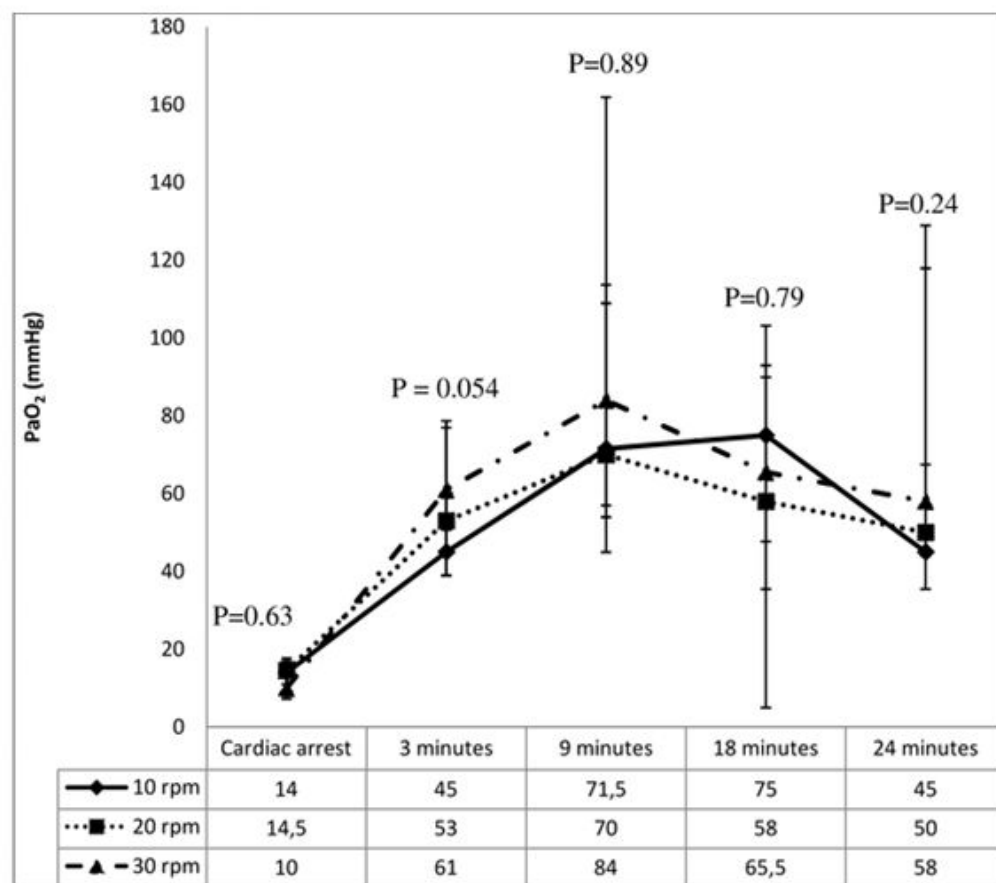 180
P=0.89
160
140
P=0.24
120
P=0.79
100
P = 0.054
80
60
40
P=0.63
20
0
PaO₂ (mmHg)
Cardiac arrest 3 minutes 9 minutes 18 minutes 24 minutes
10 rpm 14 45 71,5 75 45
20 rpm 14,5 53 70 58 50
30 rpm 10 61 84 65,5 58